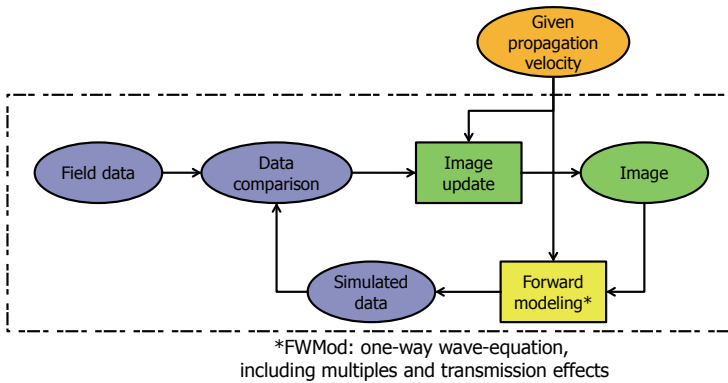 Given
propagation
velocity
Field data
Data
comparison
Image
update
Image
Simulated
data
Forward
modeling*
*FWMod: one-way wave-equation,
including multiples and transmission effects